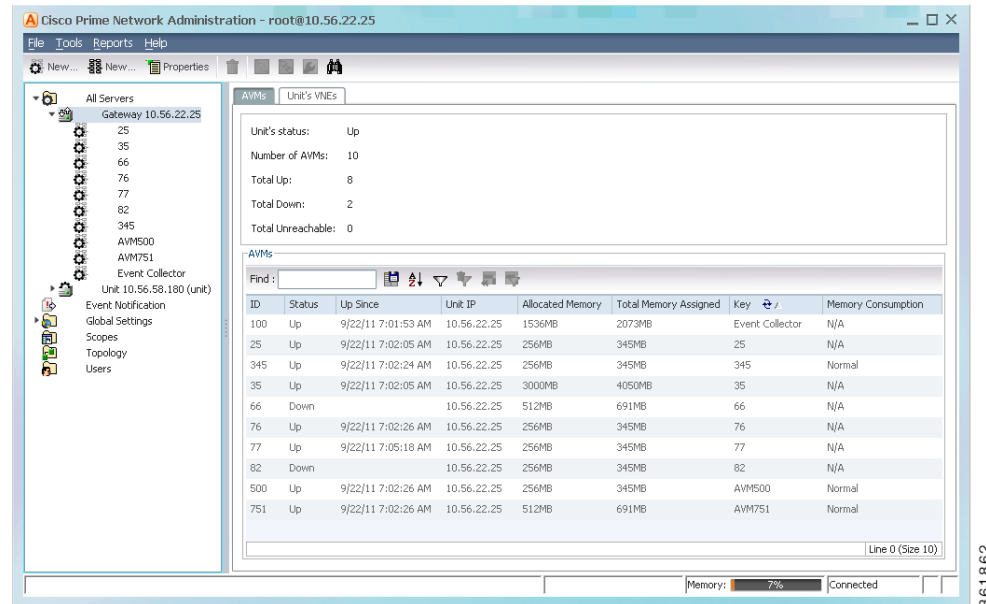 Cisco Prime Network Administration - root@10.56.22.25
File Tools Reports Help
New... New... Properties
All Servers
Gateway 10.56.22.25
25
35
66
76
77
82
345
AVM500
AVM751
Event Collector
Unit 10.56.58.180 (unit)
Event Notification
Global Settings
Scopes
Topology
Users
AVMs Unit's VNEs
Unit's status: Up
Number of AVMs: 10
Total Up: 8
Total Down: 2
Total Unreachable: 0
AVMs
Find :
ID Status Up Since Unit IP Allocated Memory Total Memory Assigned Key Memory Consumption
100 Up 9/22/11 7:01:53 AM 10.56.22.25 1536MB 2073MB Event Collector N/A
25 Up 9/22/11 7:02:05 AM 10.56.22.25 256MB 345MB 25 N/A
345 Up 9/22/11 7:02:24 AM 10.56.22.25 256MB 345MB 345 Normal
35 Up 9/22/11 7:02:05 AM 10.56.22.25 3000MB 4050MB 35 N/A
66 Down 10.56.22.25 512MB 691MB 66 N/A
76 Up 9/22/11 7:02:26 AM 10.56.22.25 256MB 345MB 76 N/A
77 Up 9/22/11 7:05:18 AM 10.56.22.25 256MB 345MB 77 N/A
82 Down 10.56.22.25 256MB 345MB 82 N/A
500 Up 9/22/11 7:02:26 AM 10.56.22.25 256MB 345MB AVM500 Normal
751 Up 9/22/11 7:02:26 AM 10.56.22.25 512MB 691MB AVM751 Normal
Line 0 (Size 10)
Memory: 7% Connected
361862